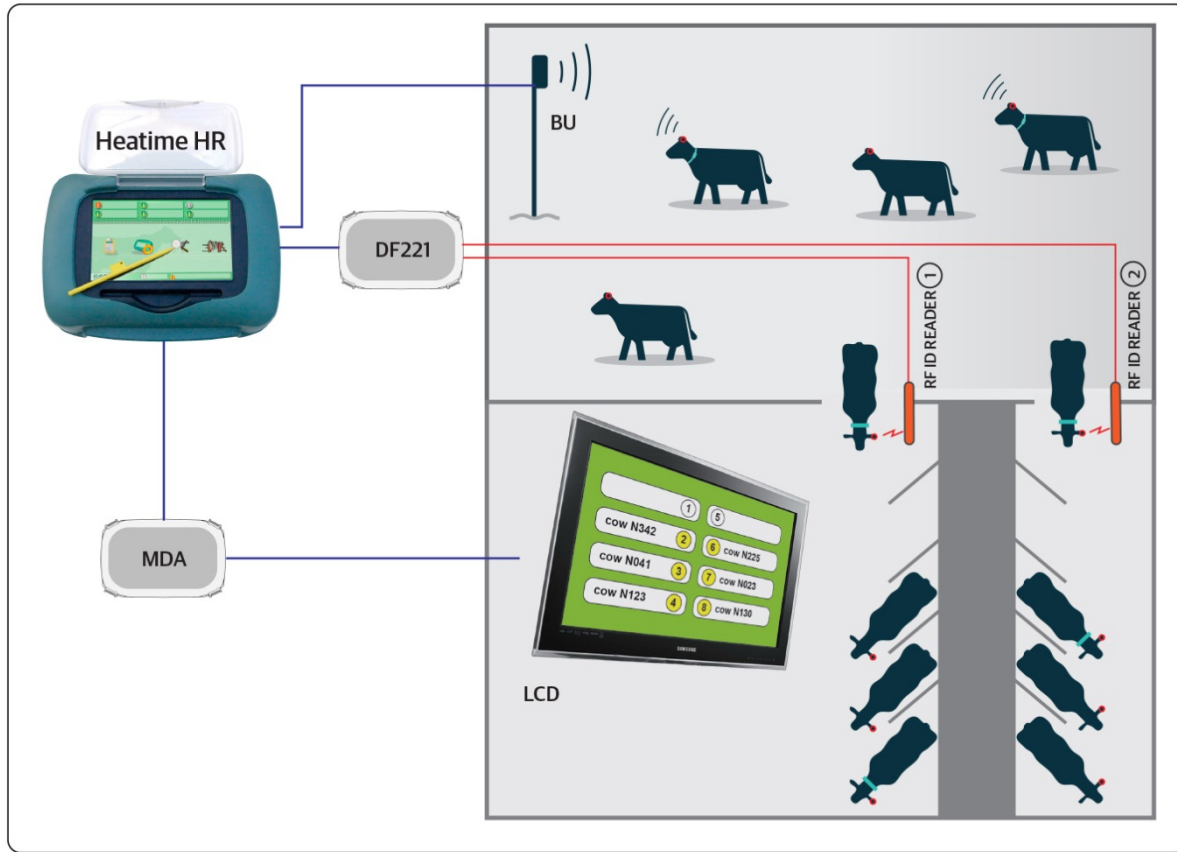 Heatime HR
BU
DF221
RF ID READER 1
RF ID READER 2
MDA
1
5
cow N342 2
6 cow N225
cow N041 3
7 cow N023
cow N123 4
8 cow N130
SAMSUNG
LCD